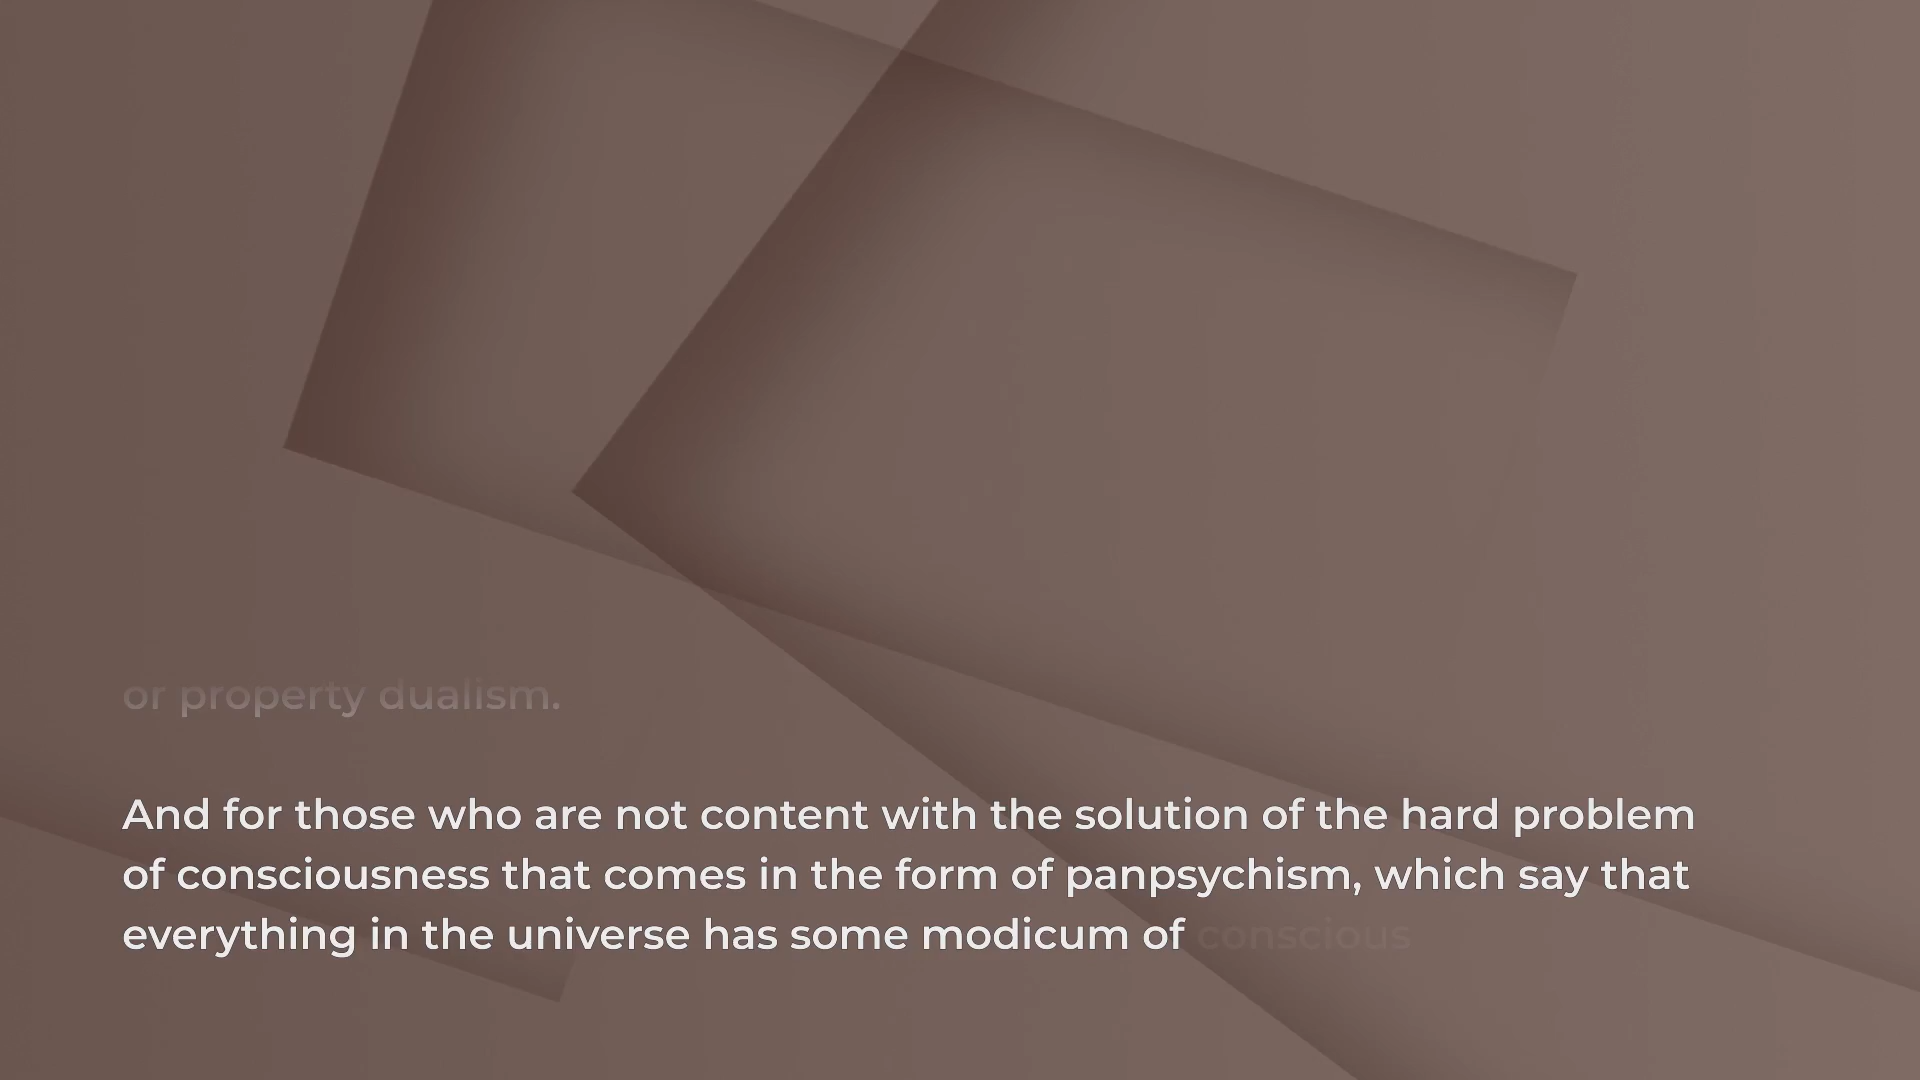 or property dualism.
And for those who are not content with the solution of the hard problem
of consciousness that comes in the form of panpsychism, which say that
everything in the universe has some modicum of conscious